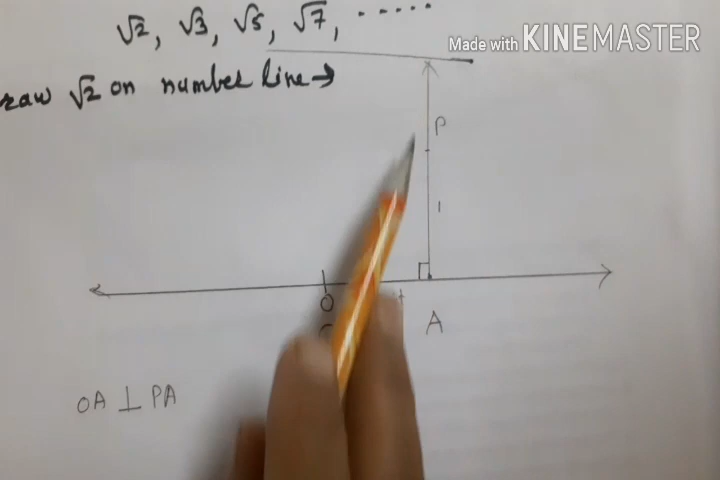 √2, √3, √5, √7, .....
Made with KINEMASTER
raw √2 on number line →
P
1
O
A
OA ⊥ PA